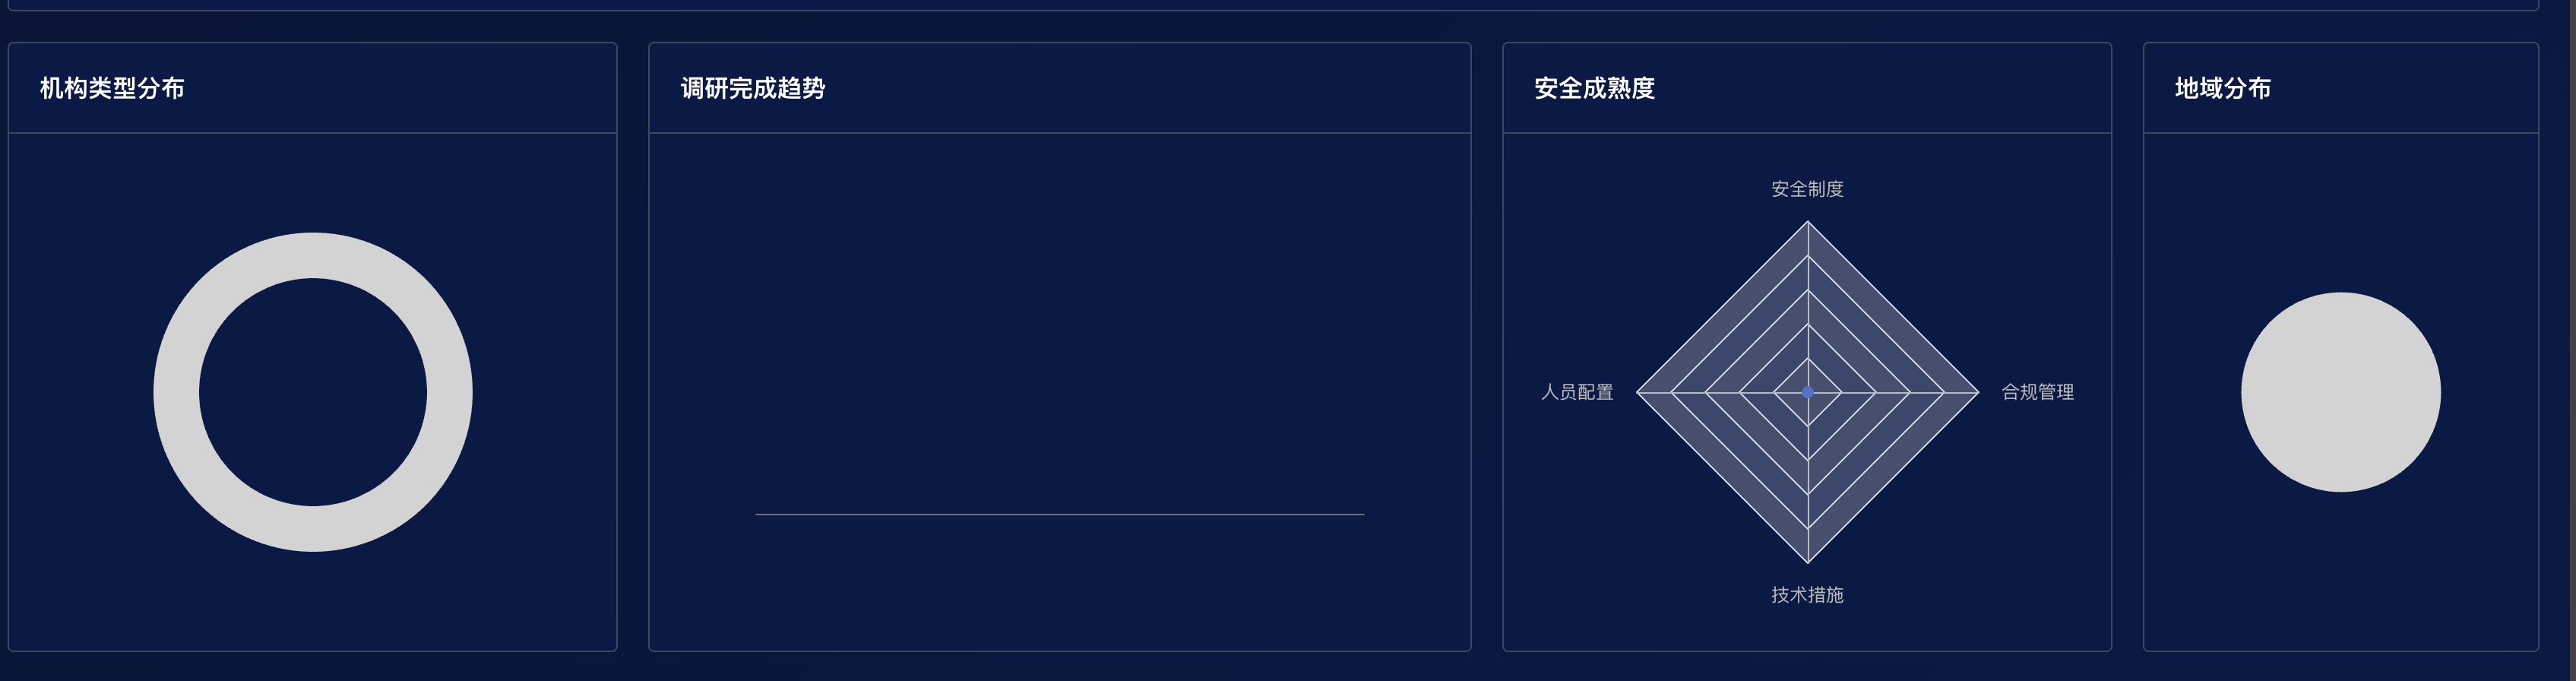 机构类型分布
调研完成趋势
安全成熟度
地域分布
安全制度
人员配置
合规管理
技术措施